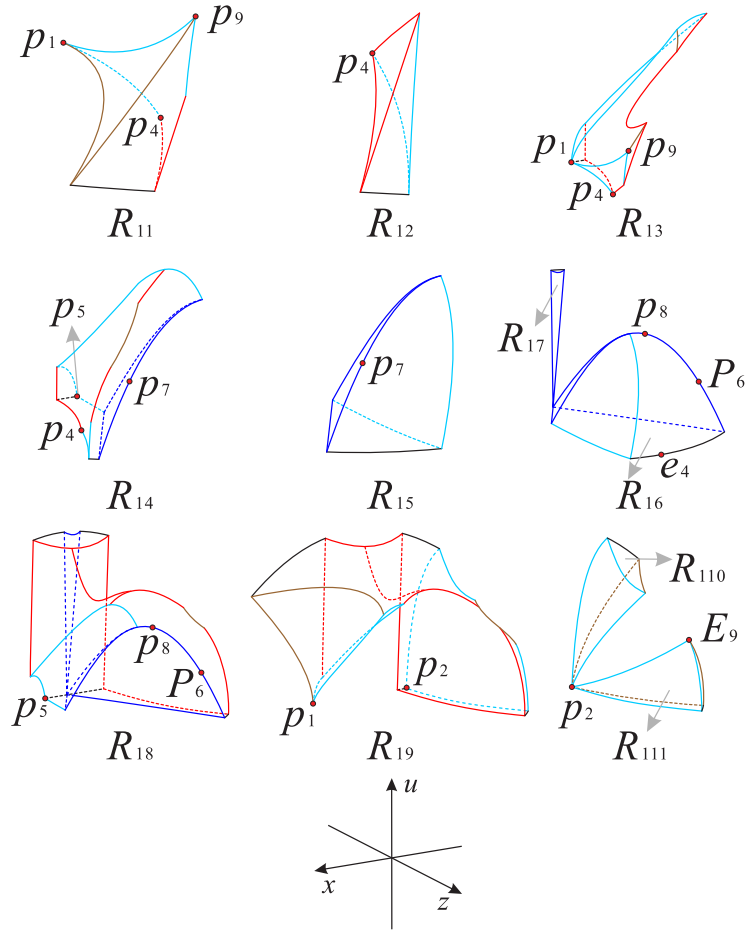 p1 p9 p4
R11
p4
R12
p1 p9 p4
R13
p5 p7 p4
R14
p7
R15
R17 p8 P6 e4
R16
p8 P6 p5
R18
p2 p1
R19
R110 E9 p2
R111
u
x z